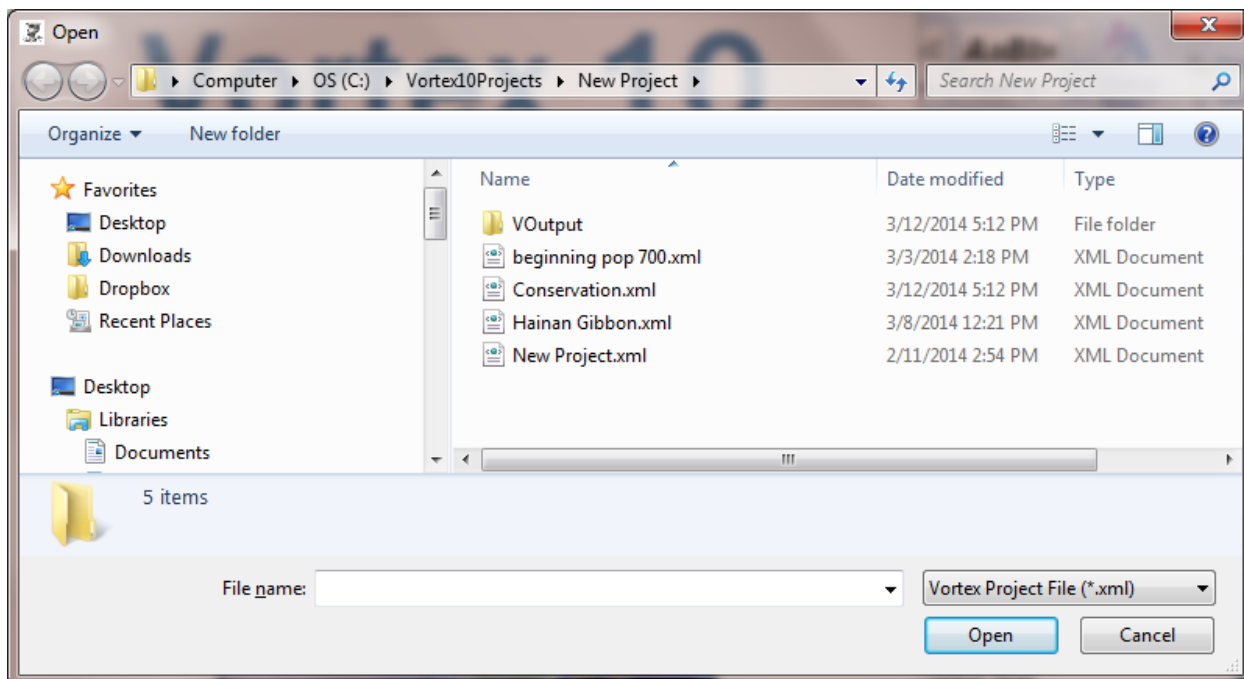 Open
Vortex 10
Computer ▸ OS (C:) ▸ Vortex10Projects ▸ New Project ▸
Search New Project
Organize New folder
Favorites
Desktop
Downloads
Dropbox
Recent Places
Desktop
Libraries
Documents
Name Date modified Type
VOutput 3/12/2014 5:12 PM File folder
beginning pop 700.xml 3/3/2014 2:18 PM XML Document
Conservation.xml 3/12/2014 5:12 PM XML Document
Hainan Gibbon.xml 3/8/2014 12:21 PM XML Document
New Project.xml 2/11/2014 2:54 PM XML Document
5 items
File name:
Vortex Project File (*.xml)
Open Cancel